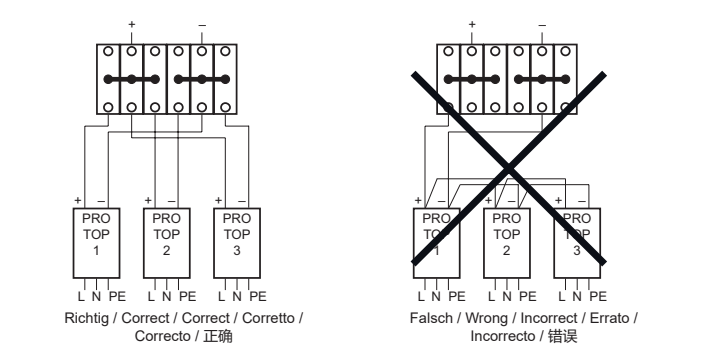 + –
+ – + – + –
PRO TOP 1
PRO TOP 2
PRO TOP 3
L N PE L N PE L N PE
Richtig / Correct / Correct / Corretto /
Correcto / 正确
+ –
+ – + – + –
PRO TOP 1
PRO TOP 2
PRO TOP 3
L N PE L N PE L N PE
Falsch / Wrong / Incorrect / Errato /
Incorrecto / 错误